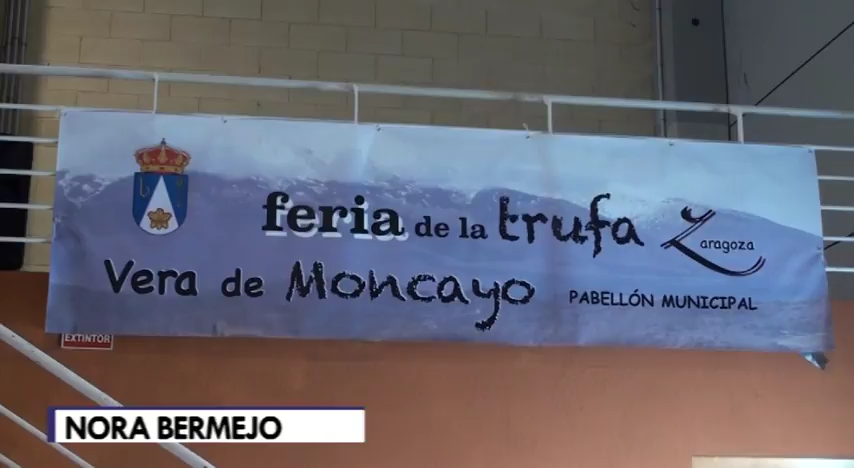 feria de la trufa Zaragoza
Vera de Moncayo PABELLÓN MUNICIPAL
EXTINTOR
NORA BERMEJO